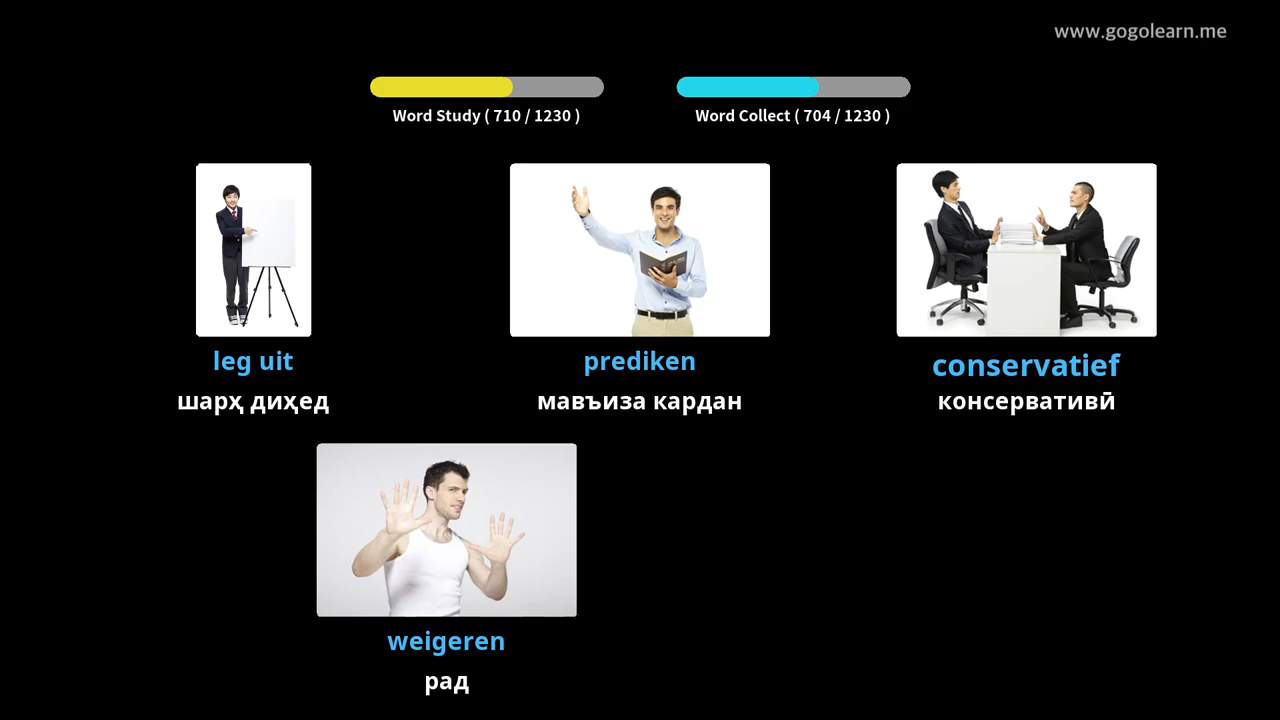 www.gogolearn.me
Word Study ( 710 / 1230 )
Word Collect ( 704 / 1230 )
leg uit
шарҳ диҳед
prediken
мавъиза кардан
conservatief
консервативӣ
weigeren
рад